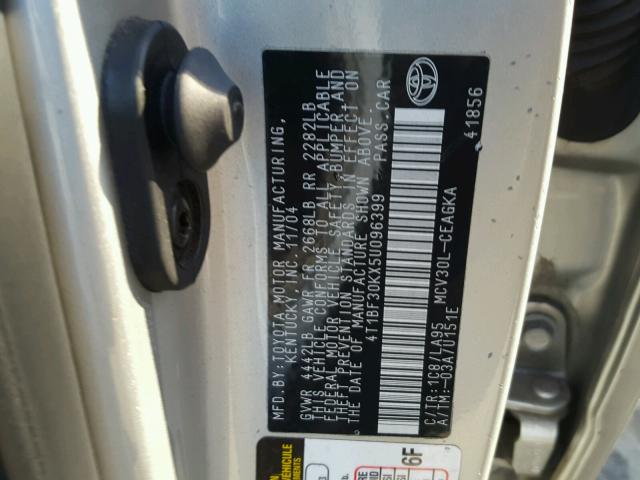 MFD.BY:TOYOTA MOTOR MANUFACTURING,
KENTUCKY, INC. 11/04
GVWR 4442LB GAWR FR 2668LB RR 2282LB
THIS VEHICLE CONFORMS TO ALL APPLICABLE
FEDERAL MOTOR VEHICLE SAFETY, BUMPER, AND
THEFT PREVENTION STANDARDS IN EFFECT ON
THE DATE OF MANUFACTURE SHOWN ABOVE.
4T1BF30KX5U096399 PASS.CAR
C/TR:1C8/LA95 MCV30L-CEAGKA
A/TM:-03A/U151E
41856
VEHICULE
6F